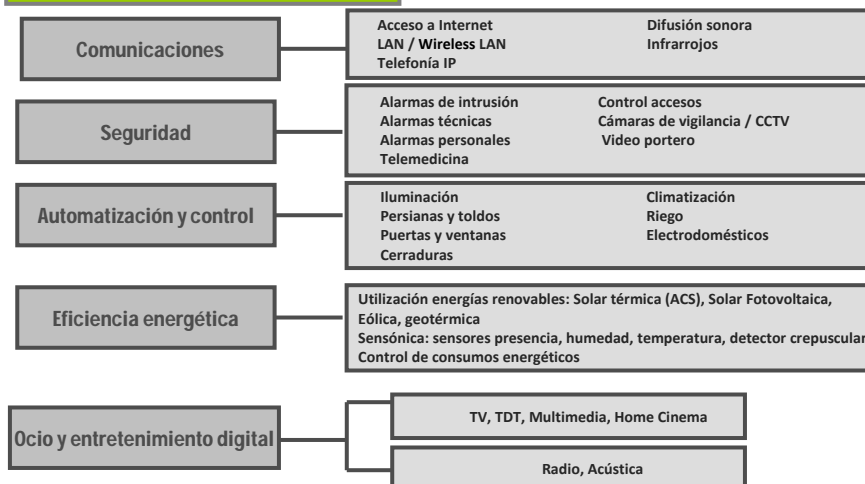 Comunicaciones
Acceso a Internet
LAN / Wireless LAN
Telefonía IP
Difusión sonora
Infrarrojos
Seguridad
Alarmas de intrusión
Alarmas técnicas
Alarmas personales
Telemedicina
Control accesos
Cámaras de vigilancia / CCTV
Video portero
Automatización y control
Iluminación
Persianas y toldos
Puertas y ventanas
Cerraduras
Climatización
Riego
Electrodomésticos
Eficiencia energética
Utilización energías renovables: Solar térmica (ACS), Solar Fotovoltaica,
Eólica, geotérmica
Sensónica: sensores presencia, humedad, temperatura, detector crepuscular
Control de consumos energéticos
Ocio y entretenimiento digital
TV, TDT, Multimedia, Home Cinema
Radio, Acústica